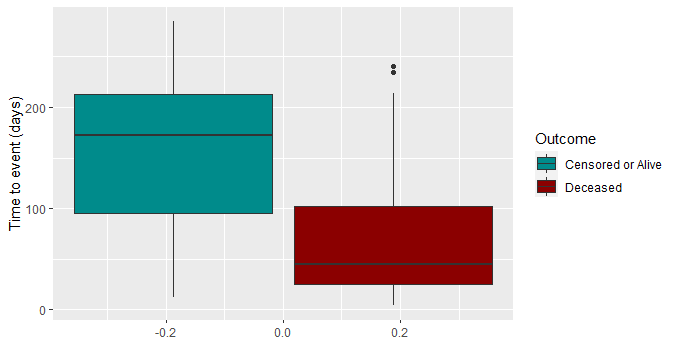 Time to event (days)
200
100
0
-0.2
0.0
0.2
Outcome
Censored or Alive
Deceased